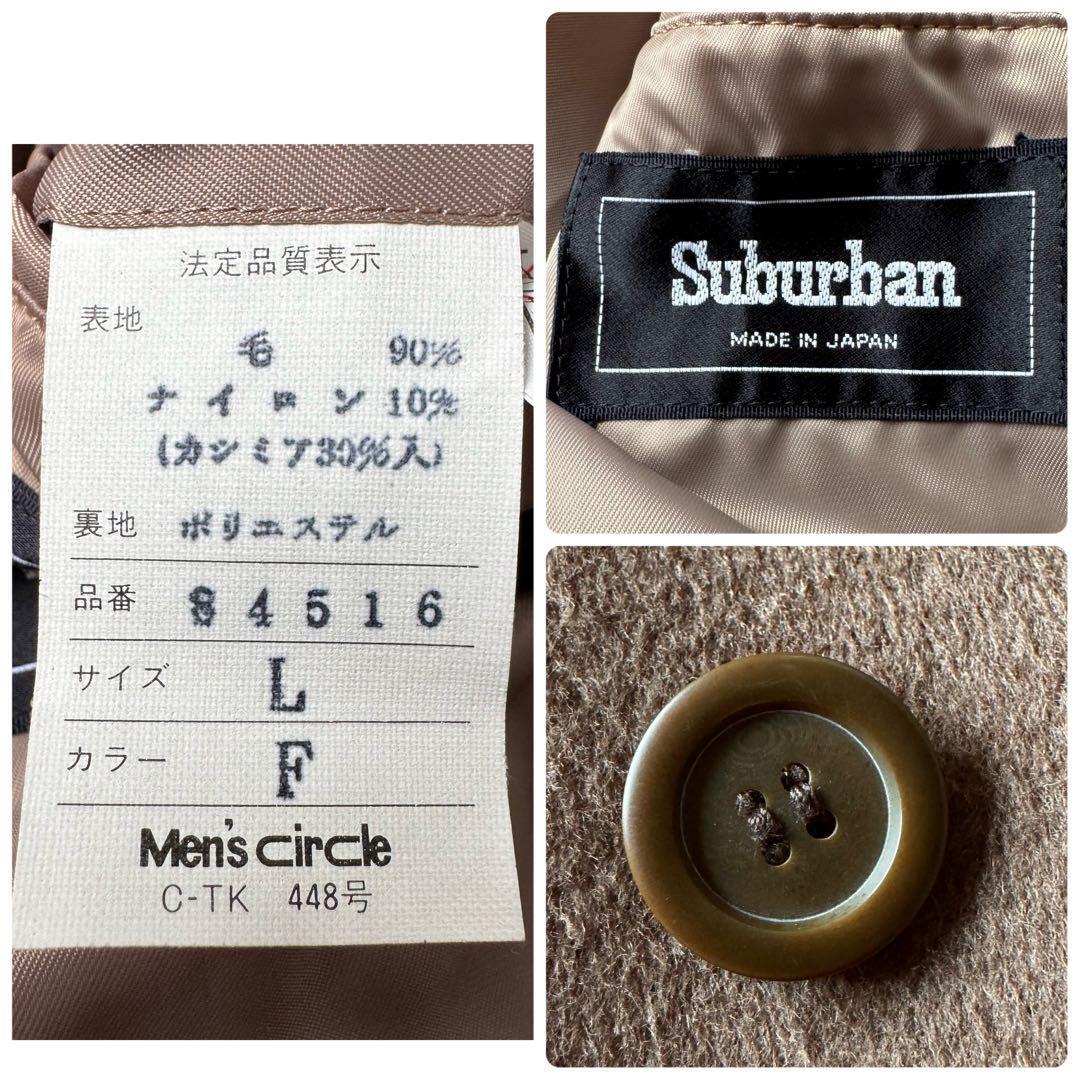 法定品質表示
表地
毛 90%
ナイロン 10%
(カシミア30%入)
裏地 ポリエステル
品番 84516
サイズ L
カラー F
Men's circle
C-TK 448号
Suburban
MADE IN JAPAN